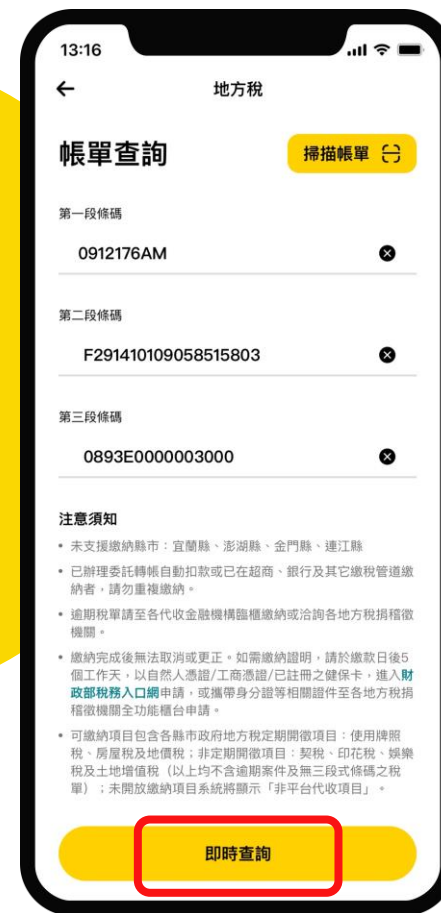 13:16
地方稅
帳單查詢
掃描帳單
第一段條碼
0912176AM
第二段條碼
F291410109058515803
第三段條碼
0893E0000003000
注意須知
• 未支援繳納縣市：宜蘭縣、澎湖縣、金門縣、連江縣
• 已辦理委託轉帳自動扣款或已在超商、銀行及其它繳稅管道繳
納者，請勿重複繳納。
• 逾期稅單請至各代收金融機構臨櫃繳納或洽詢各地方稅捐稽徵
機關。
• 繳納完成後無法取消或更正。如需繳納證明，請於繳款日後5
個工作天，以自然人憑證/工商憑證/已註冊之健保卡，進入財
政部稅務入口網申請，或攜帶身分證等相關證件至各地方稅捐
稽徵機關全功能櫃台申請。
• 可繳納項目包含各縣市政府地方稅定期開徵項目：使用牌照
稅、房屋稅及地價稅；非定期開徵項目：契稅、印花稅、娛樂
稅及土地增值稅（以上均不含逾期案件及無三段式條碼之稅
單）；未開放繳納項目系統將顯示「非平台代收項目」。
即時查詢